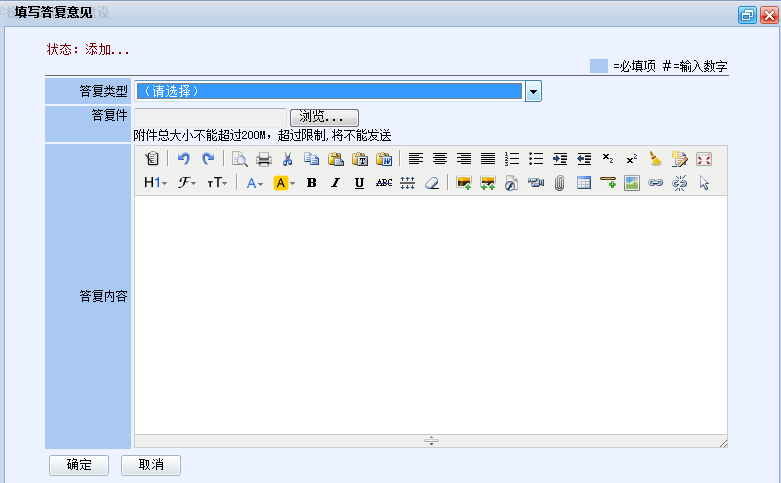 填写答复意见
状态：添加...
=必填项 #=输入数字
答复类型 （请选择）
答复件 浏览...
附件总大小不能超过200M，超过限制,将不能发送
H1 F TT A A B I U ABC
答复内容
确定 取消